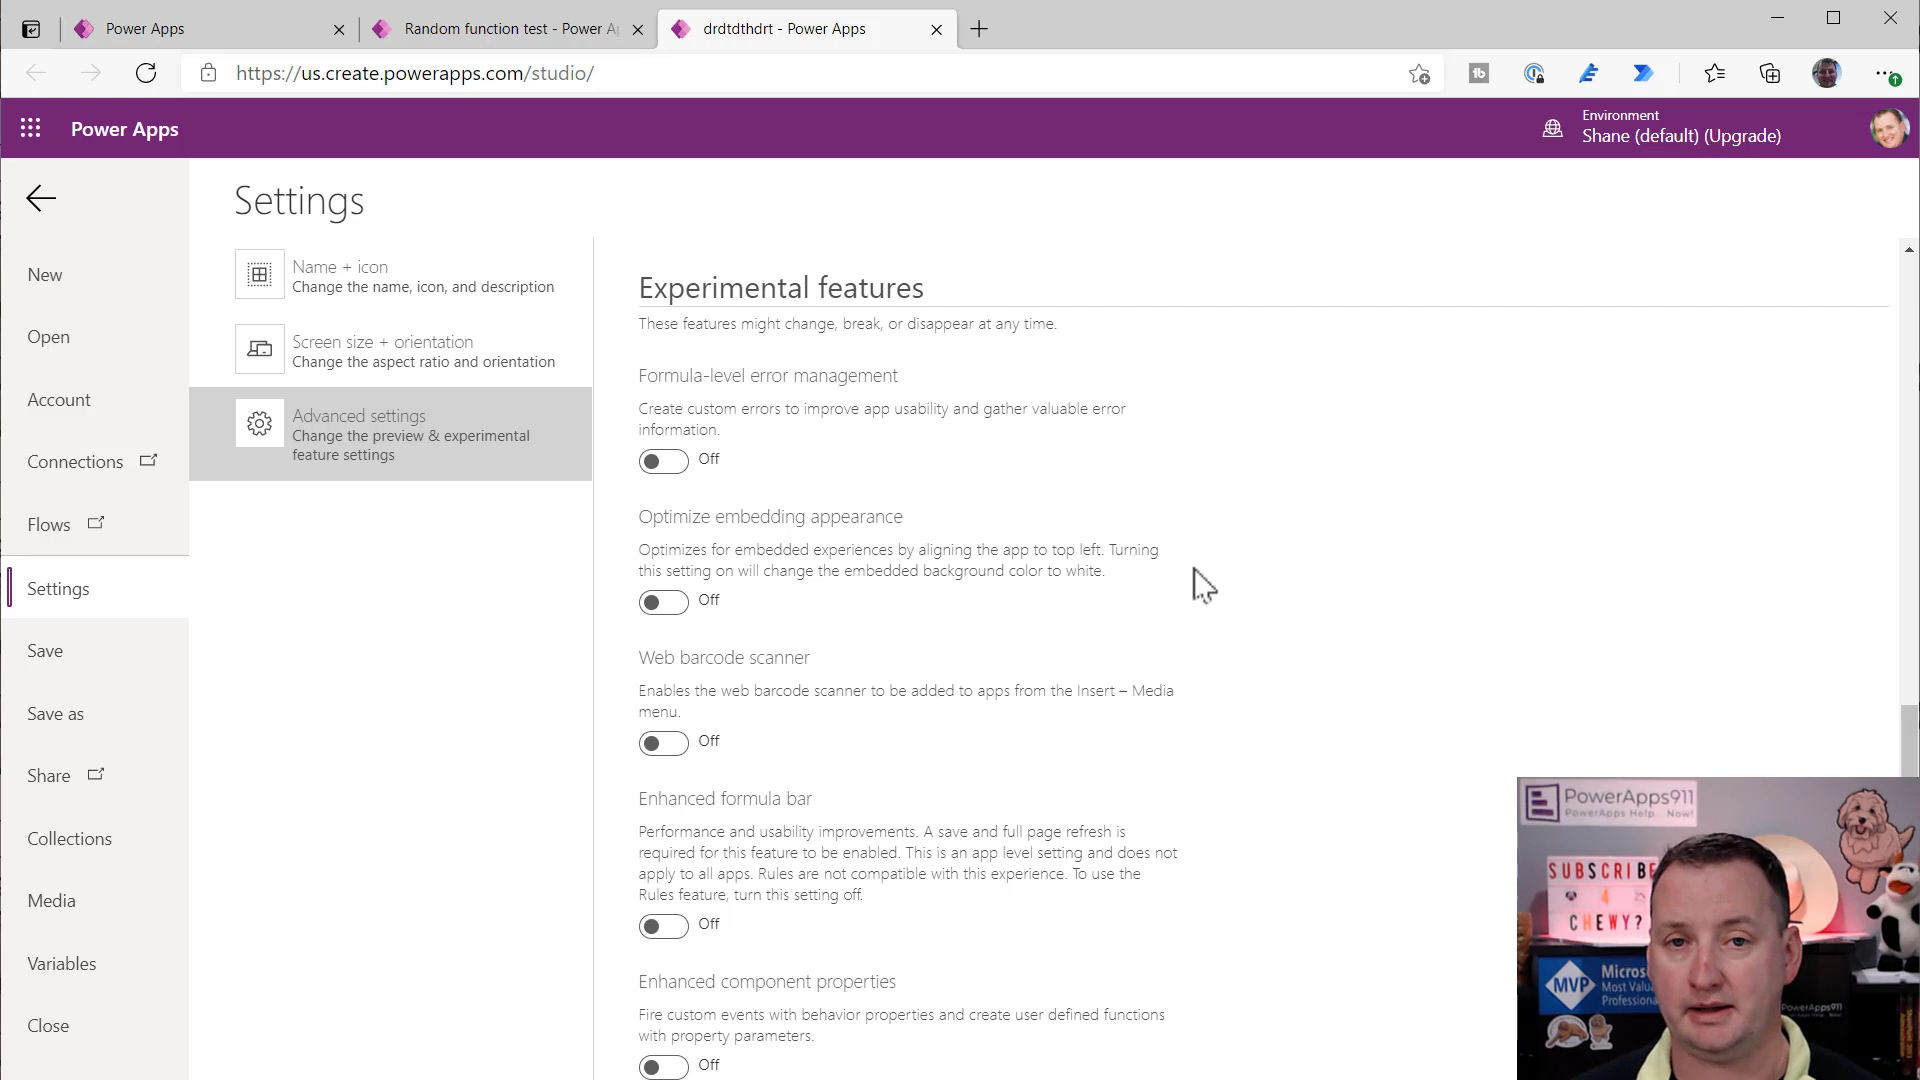 Power Apps
Random function test - Power A
drdtdthdrt - Power Apps
https://us.create.powerapps.com/studio/
Power Apps
Environment
Shane (default) (Upgrade)
Settings
New
Open
Account
Connections
Flows
Settings
Save
Save as
Share
Collections
Media
Variables
Close
Name + icon
Change the name, icon, and description
Screen size + orientation
Change the aspect ratio and orientation
Advanced settings
Change the preview & experimental
feature settings
Experimental features
These features might change, break, or disappear at any time.
Formula-level error management
Create custom errors to improve app usability and gather valuable error
information.
Off
Optimize embedding appearance
Optimizes for embedded experiences by aligning the app to top left. Turning
this setting on will change the embedded background color to white.
Off
Web barcode scanner
Enables the web barcode scanner to be added to apps from the Insert – Media
menu.
Off
Enhanced formula bar
Performance and usability improvements. A save and full page refresh is
required for this feature to be enabled. This is an app level setting and does not
apply to all apps. Rules are not compatible with this experience. To use the
Rules feature, turn this setting off.
Off
Enhanced component properties
Fire custom events with behavior properties and create user defined functions
with property parameters.
Off
PowerApps911
PowerApps Help... Now!
SUBSCRIBE
4
CHEWY?
MVP
Micros
Most Valua
Professiona
PowerApps911